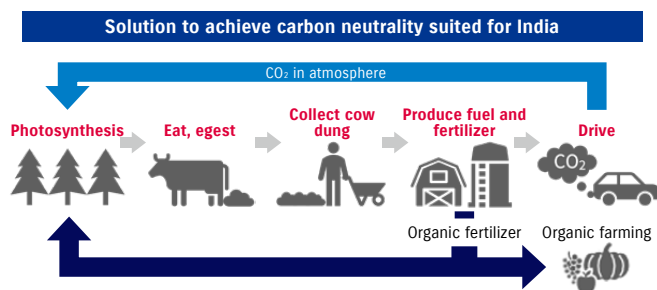 Solution to achieve carbon neutrality suited for India
CO₂ in atmosphere
Photosynthesis
Eat, egest
Collect cow
dung
Produce fuel and
fertilizer
Drive
CO₂
Organic fertilizer
Organic farming